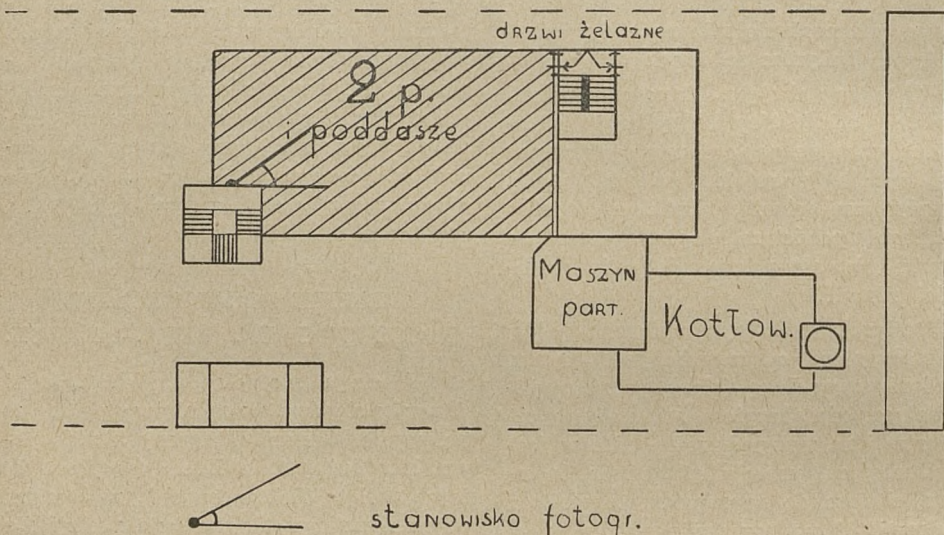 drzwi żelazne
2 p.
i poddasze
Maszyn
part.
Kotłow.
stanowisko fotogr.